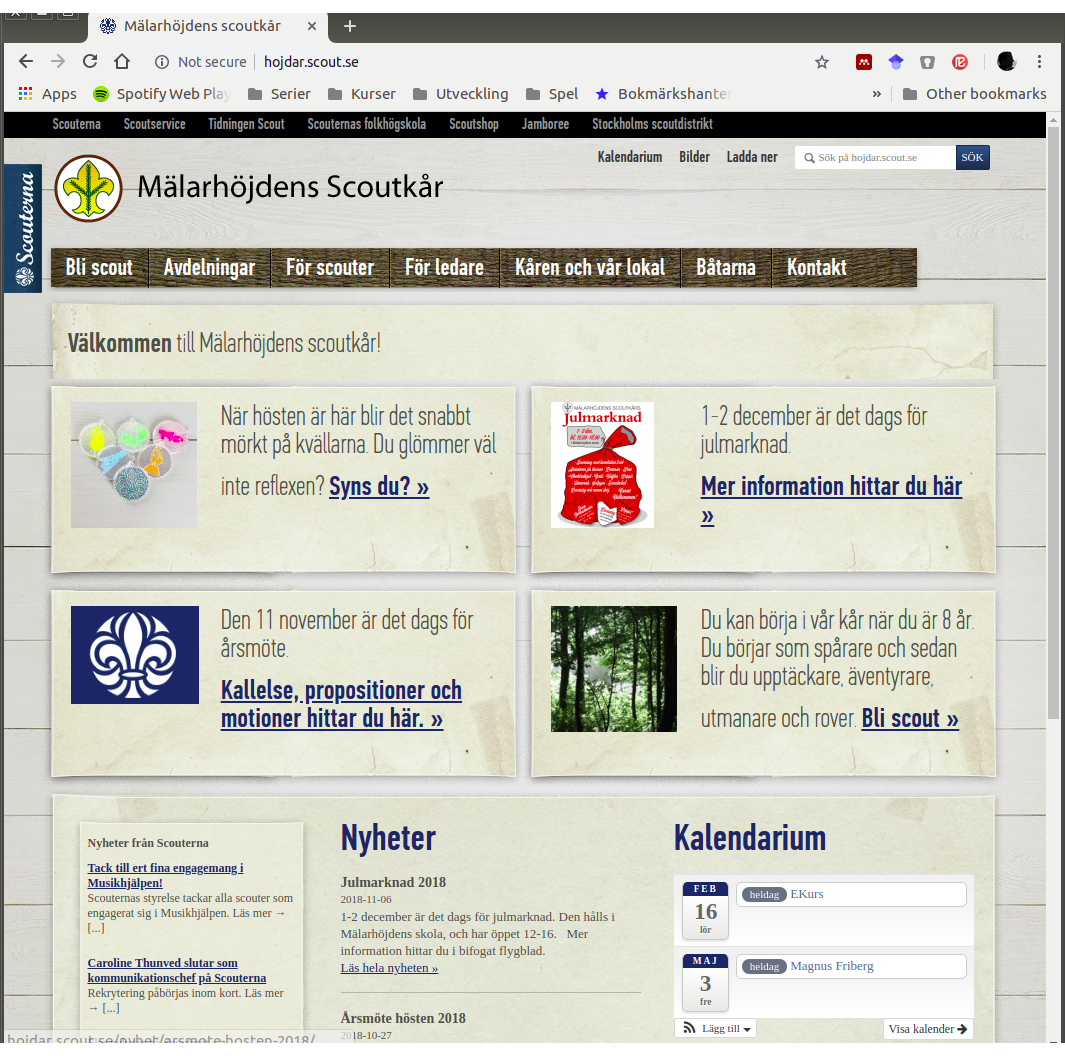 Mälarhöjdens scoutkår
Not secure hojdar.scout.se
Apps Spotify Web Play Serier Kurser Utveckling Spel Bokmärkshanter » Other bookmarks
Scouterna Scoutservice Tidningen Scout Scouternas folkhögskola Scoutshop Jamboree Stockholms scoutdistrikt
Kalendarium Bilder Ladda ner Sök på hojdar.scout.se SÖK
Scouterna
Mälarhöjdens Scoutkår
Bli scout Avdelningar För scouter För ledare Kåren och vår lokal Båtarna Kontakt
Välkommen till Mälarhöjdens scoutkår!
När hösten är här blir det snabbt
mörkt på kvällarna. Du glömmer väl
inte reflexen? Syns du? »
MÄLARHÖJDENS SCOUTKÅRS
Julmarknad
1-2 december är det dags för
julmarknad.
Mer information hittar du här
»
Den 11 november är det dags för
årsmöte.
Kallelse, propositioner och
motioner hittar du här. »
Du kan börja i vår kår när du är 8 år.
Du börjar som spårare och sedan
blir du upptäckare, äventyrare,
utmanare och rover. Bli scout »
Nyheter från Scouterna
Tack till ert fina engagemang i
Musikhjälpen!
Scouternas styrelse tackar alla scouter som
engagerat sig i Musikhjälpen. Läs mer →
[...]
Caroline Thunved slutar som
kommunikationschef på Scouterna
Rekrytering påbörjas inom kort. Läs mer
→ [...]
Nyheter
Julmarknad 2018
2018-11-06
1-2 december är det dags för julmarknad. Den hålls i
Mälarhöjdens skola, och har öppet 12-16. Mer
information hittar du i bifogat flygblad.
Läs hela nyheten »
Årsmöte hösten 2018
2018-10-27
Kalendarium
FEB
16
lör
heldag EKurs
MAJ
3
fre
heldag Magnus Friberg
Lägg till Visa kalender
hojdar.scout.se/nyhet/arsmote-hosten-2018/